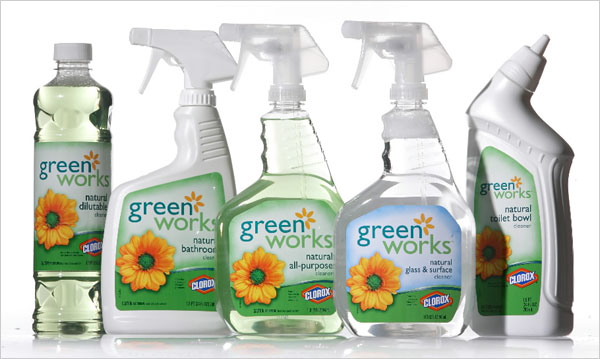 green
works
natural
dilutable
cleaner
CLOROX
green
works
natural
bathroom
cleaner
CLOROX
green
works
natural
all-purpose
cleaner
CLOROX
green
works
natural
glass & surface
cleaner
CLOROX
green
works
natural
toilet bowl
cleaner
CLOROX